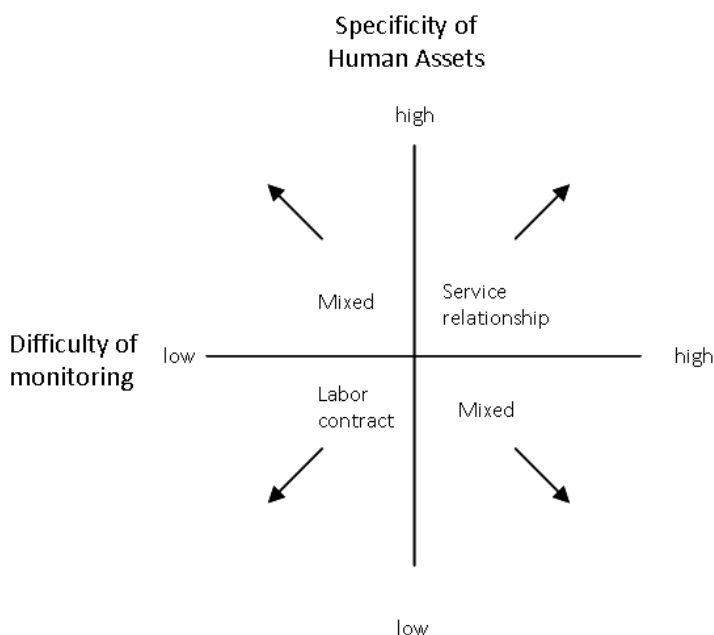 Specificity of
Human Assets
high
Mixed
Service
relationship
Difficulty of
monitoring
low
high
Labor
contract
Mixed
low